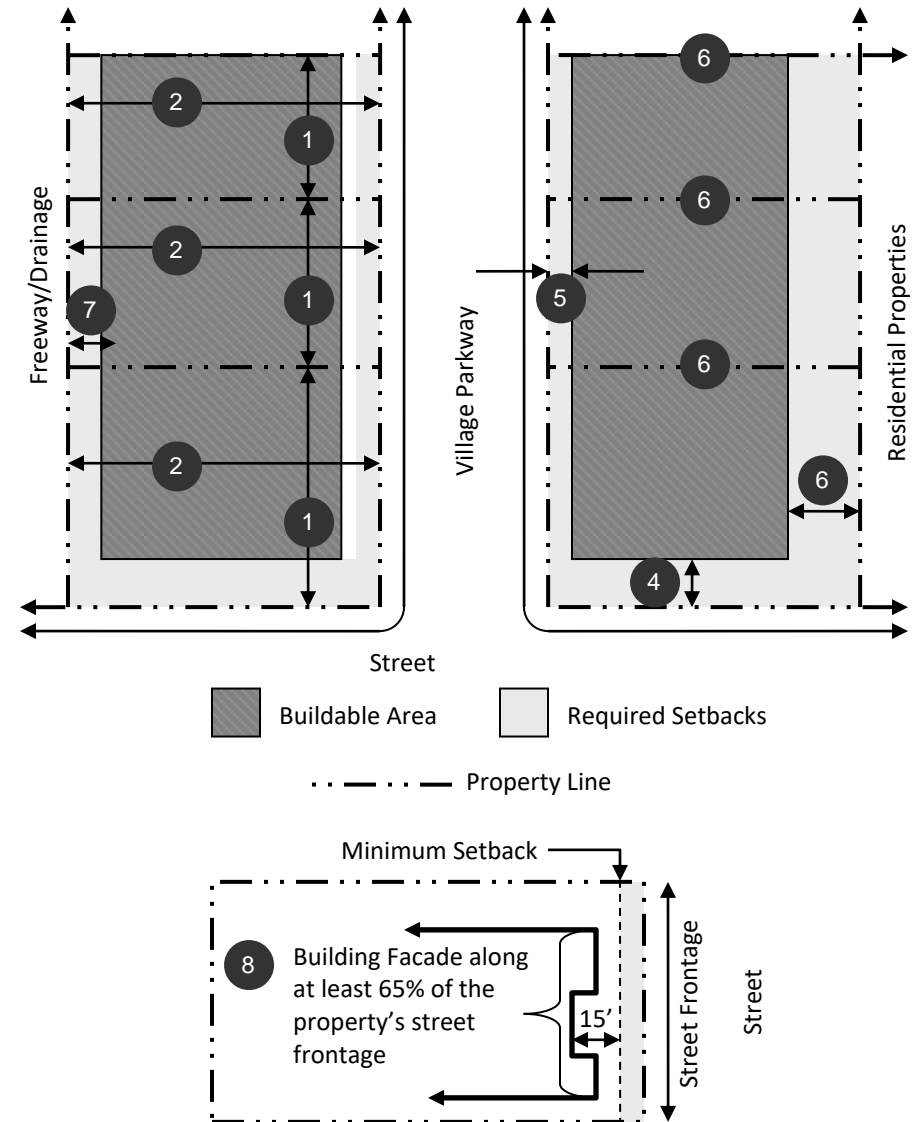 6
2
1
6
2
1
5
7
6
2
6
1
4
Freeway/Drainage
Village Parkway
Residential Properties
Street
Buildable Area
Required Setbacks
Property Line
Minimum Setback
8
Building Facade along
at least 65% of the
property’s street
frontage
15’
Street Frontage
Street